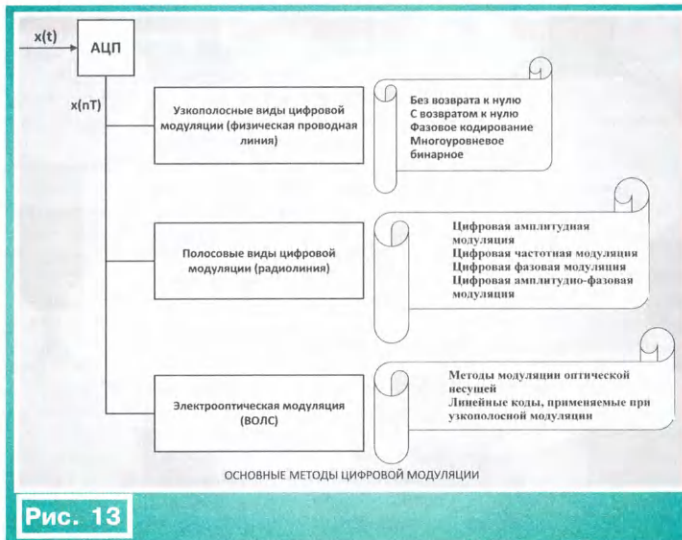 x(t)
АЦП
x(nT)
Узкополосные виды цифровой
модуляции (физическая проводная
линия)
Без возврата к нулю
С возвратом к нулю
Фазовое кодирование
Многоуровневое
бинарное
Полосовые виды цифровой
модуляции (радиолиния)
Цифровая амплитудная
модуляция
Цифровая частотная модуляция
Цифровая фазовая модуляция
Цифровая амплитудно-фазовая
модуляция
Электрооптическая модуляция
(ВОЛС)
Методы модуляции оптической
несущей
Линейные коды, применяемые при
узкополосной модуляции
ОСНОВНЫЕ МЕТОДЫ ЦИФРОВОЙ МОДУЛЯЦИИ
Рис. 13